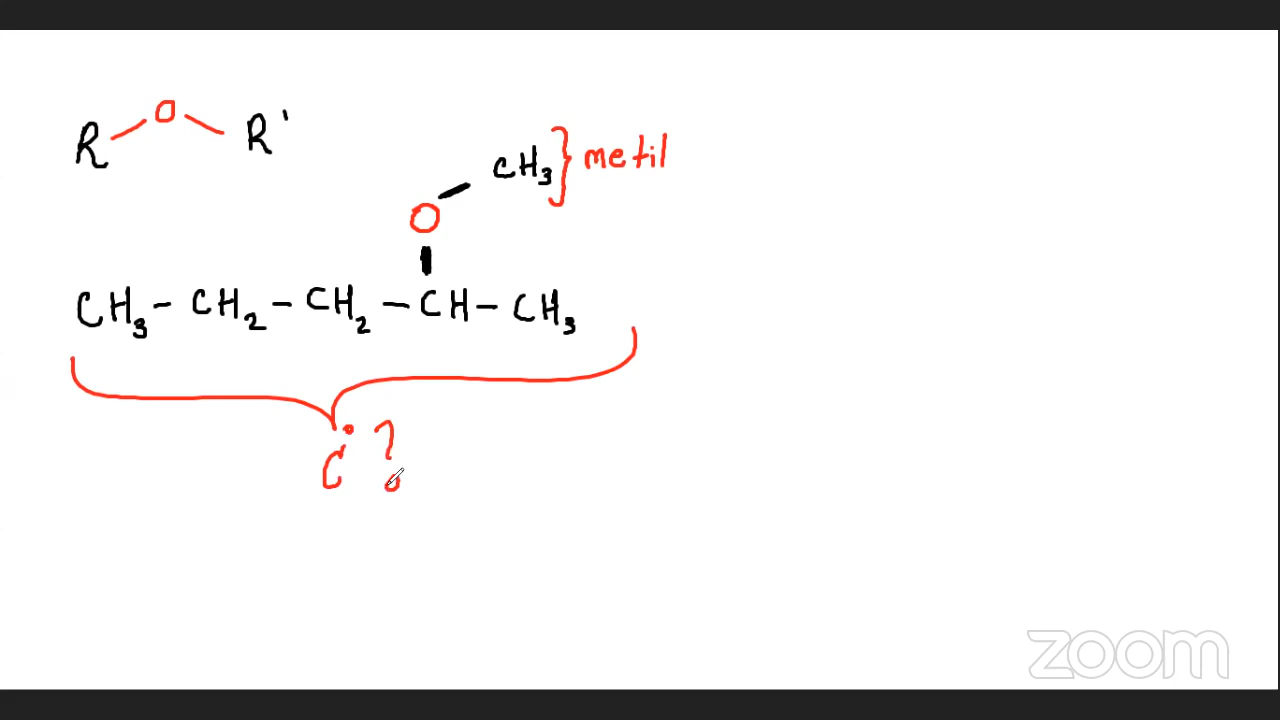 R - O - R'
CH3 } metil
O
CH3 - CH2 - CH2 - CH - CH3
¿?
zoom